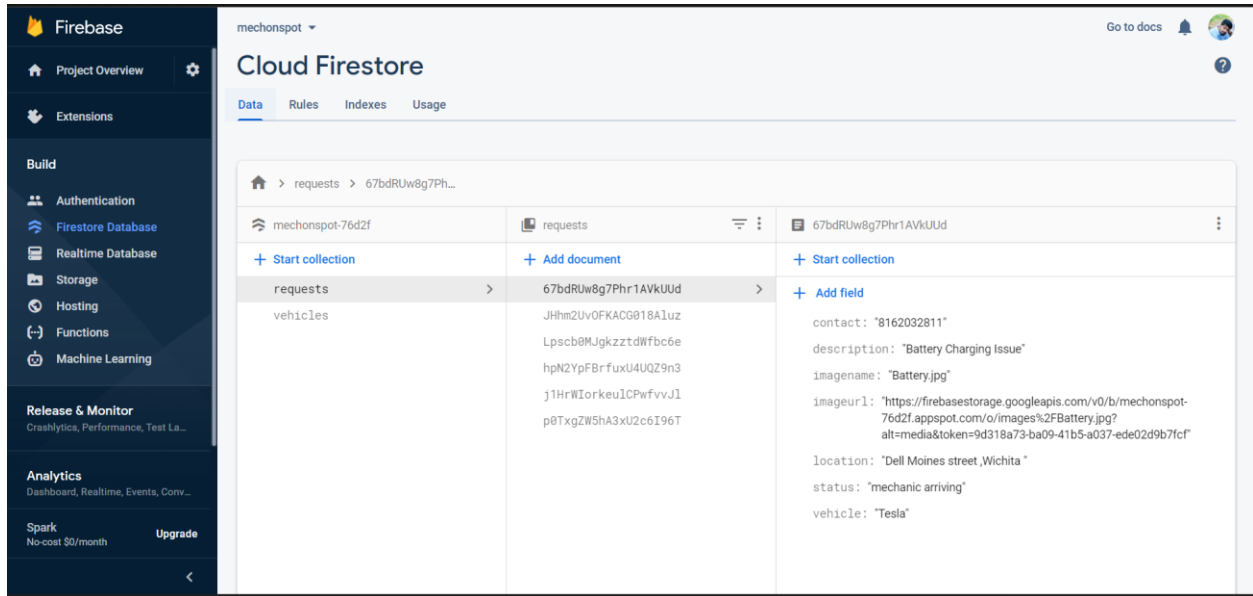 Firebase
Project Overview
Extensions
Build
Authentication
Firestore Database
Realtime Database
Storage
Hosting
Functions
Machine Learning
Release & Monitor
Crashlytics, Performance, Test La...
Analytics
Dashboard, Realtime, Events, Conv...
Spark
No-cost $0/month
Upgrade
mechonspot
Go to docs
Cloud Firestore
Data Rules Indexes Usage
> requests > 67bdRUw8g7Ph...
mechonspot-76d2f
+ Start collection
requests
vehicles
requests
+ Add document
67bdRUw8g7Phr1AVkUUd
JHhm2UvOFKACG018Aluz
Lpscb0MJgkzztdWfbc6e
hpN2YpFBrfuxU4UQZ9n3
j1HrWIorkeulCPwfvvJl
p0TxgZW5hA3xU2c6I96T
67bdRUw8g7Phr1AVkUUd
+ Start collection
+ Add field
contact: "8162032811"
description: "Battery Charging Issue"
imagename: "Battery.jpg"
imageurl: "https://firebasestorage.googleapis.com/v0/b/mechonspot-
76d2f.appspot.com/o/images%2FBattery.jpg?
alt=media&token=9d318a73-ba09-41b5-a037-ede02d9b7fcf"
location: "Dell Moines street ,Wichita "
status: "mechanic arriving"
vehicle: "Tesla"